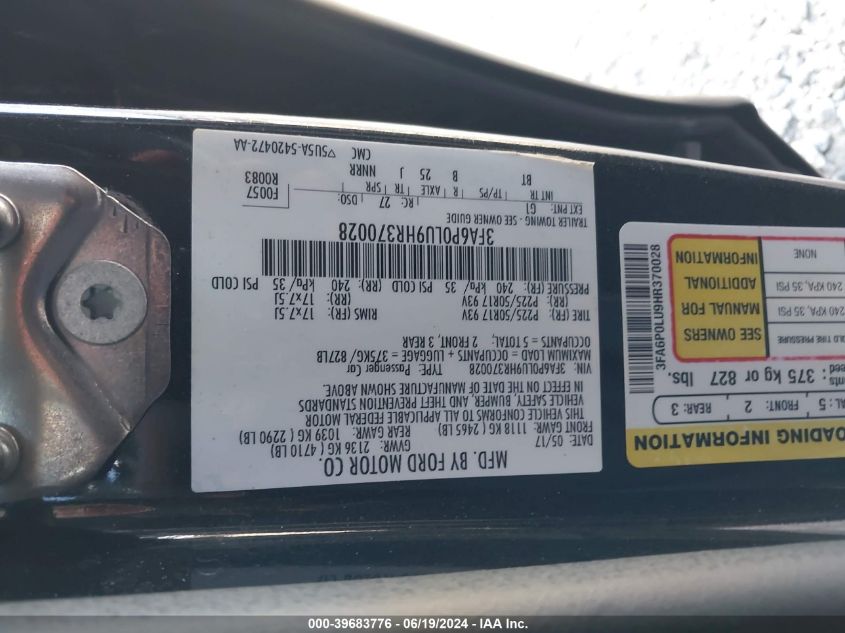 MFD. BY FORD MOTOR CO.
05/17
GVWR: 2136 KG ( 4710 LB)
FRONT GAWR: 1118 KG ( 2465 LB)
REAR GAWR: 1039 KG ( 2290 LB)
THIS VEHICLE CONFORMS TO ALL APPLICABLE FEDERAL MOTOR
VEHICLE SAFETY, BUMPER, AND THEFT PREVENTION STANDARDS
IN EFFECT ON THE DATE OF MANUFACTURE SHOWN ABOVE.
VIN: 3FA6P0LU9HR370028 TYPE: Passenger Car
MAXIMUM LOAD = OCCUPANTS + LUGGAGE = 375KG/ 827LB
OCCUPANTS = 5 TOTAL; 2 FRONT, 3 REAR
TIRE (FR): P225/50R17 93V RIMS (FR): 17x7.5J
(RR): P225/50R17 93V (RR): 17x7.5J
PRESSURE (FR): 240 kPa/ 35 PSI COLD (RR): 240 kPa/ 35 PSI COLD
3FA6P0LU9HR370028
TRAILER TOWING - SEE OWNER GUIDE
EXT PNT: G1 RC: 27 DSO: F0057
R0083
INT TR TP/PS R AXLE TR SPR
BT B 25 J NNRR
CMC ▽5U5A-5420472-AA
OADING INFORMATION
AL : 5 FRONT: 2 REAR: 3
eed : 375 kg or 827 lbs.
OLD TIRE PRESSURE
240 KPA, 35 PSI
240 KPA, 35 PSI
NONE
SEE OWNERS
MANUAL FOR
ADDITIONAL
INFORMATION
3FA6P0LU9HR370028
000-39683776 - 06/19/2024 - IAA, Inc.